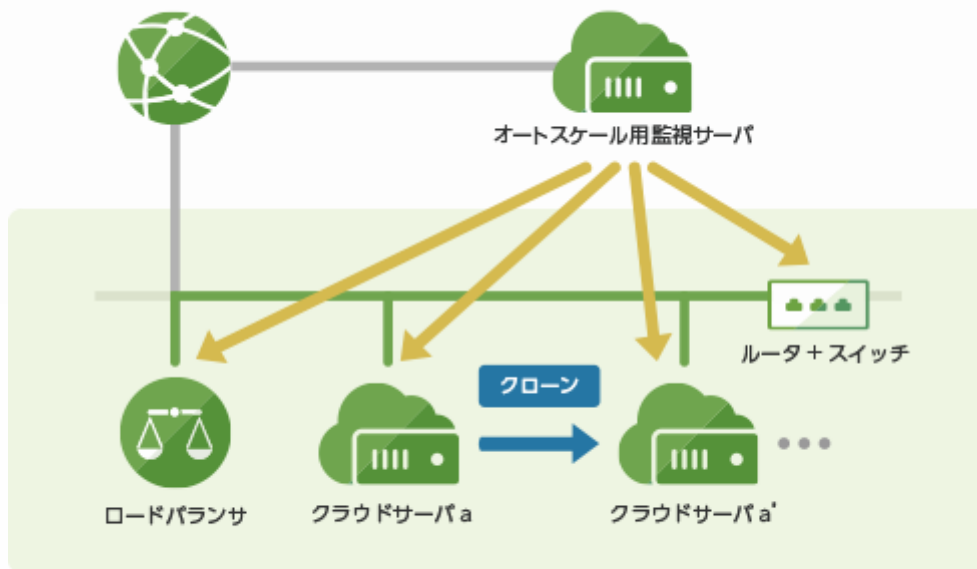 オートスケール用監視サーバ
ルータ+スイッチ
クローン
ロードバランサ
クラウドサーバ a
クラウドサーバ a'